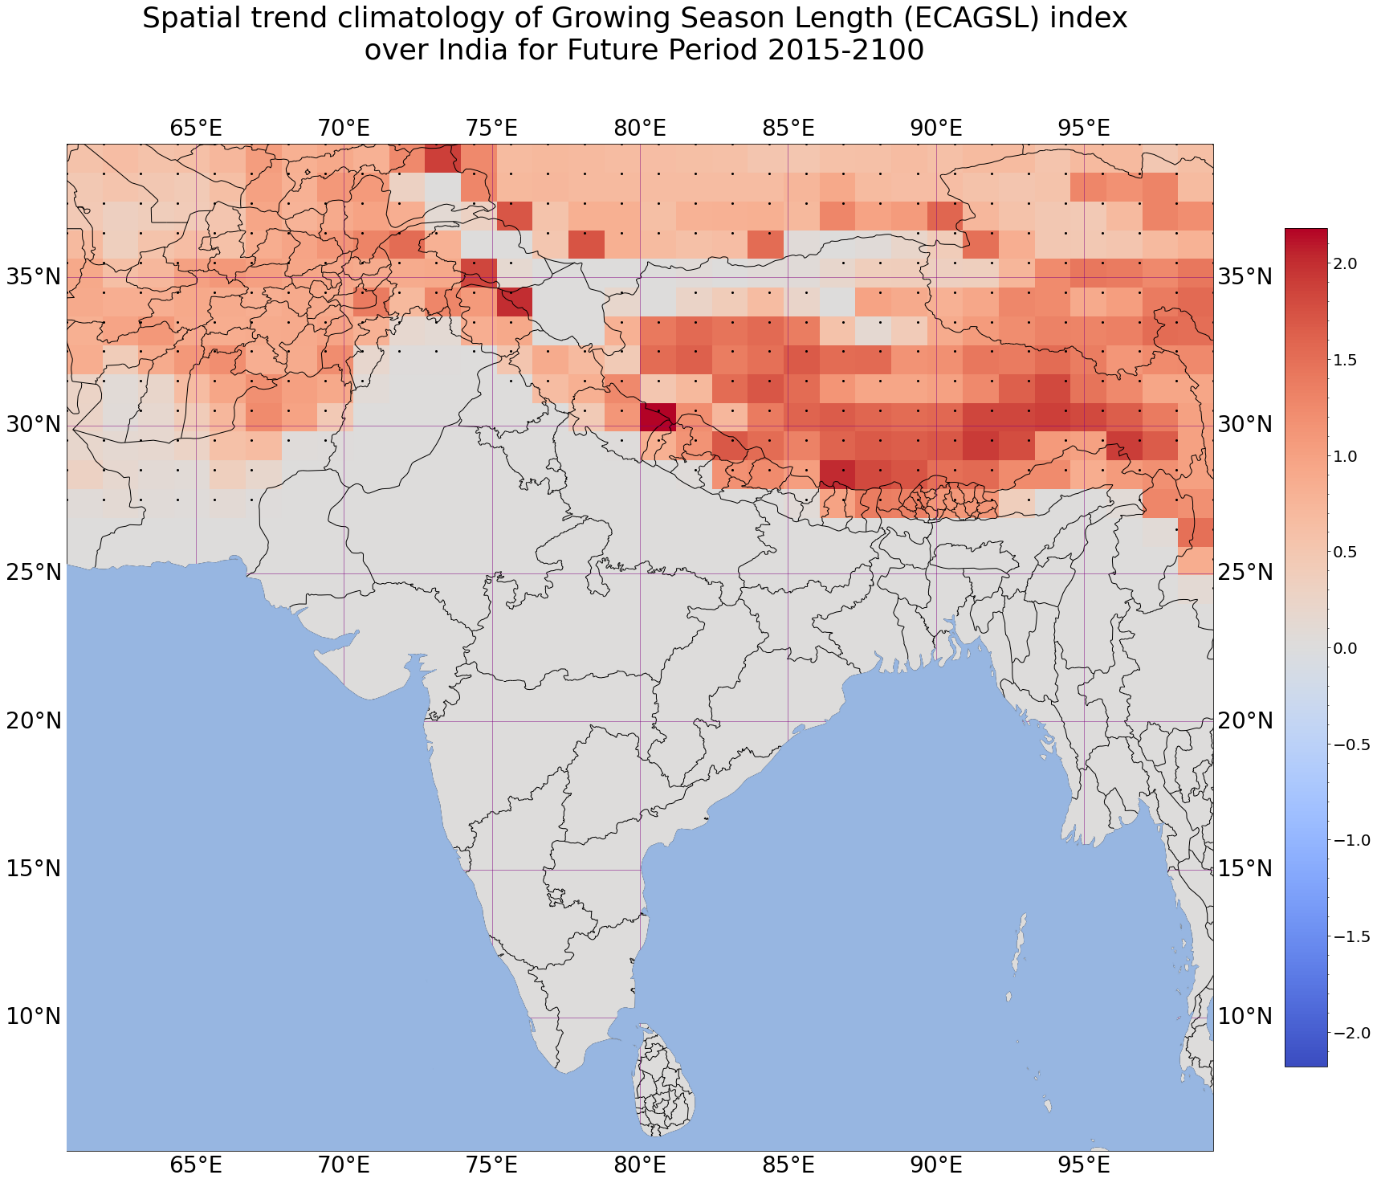 Spatial trend climatology of Growing Season Length (ECAGSL) index
over India for Future Period 2015-2100
65°E 70°E 75°E 80°E 85°E 90°E 95°E
35°N 35°N
30°N 30°N
25°N 25°N
20°N 20°N
15°N 15°N
10°N 10°N
65°E 70°E 75°E 80°E 85°E 90°E 95°E
2.0
1.5
1.0
0.5
0.0
−0.5
−1.0
−1.5
−2.0